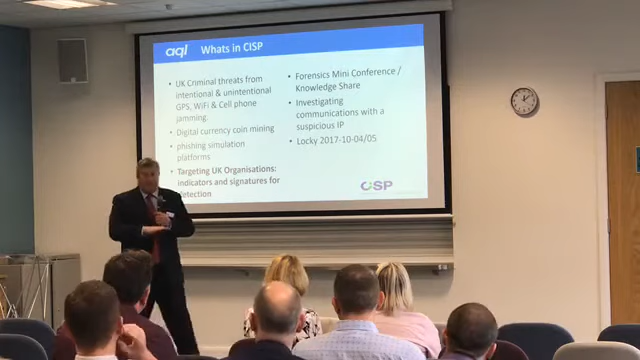 aql Whats in CISP
• UK Criminal threats from
intentional & unintentional
GPS, WiFi & Cell phone
jamming.
• Digital currency coin mining
• phishing simulation
platforms
• Targeting UK Organisations:
indicators and signatures for
detection
• Forensics Mini Conference /
Knowledge Share
• Investigating
communications with a
suspicious IP
• Locky 2017-10-04/05
CiSP